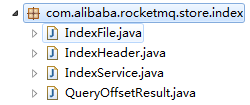 com.alibaba.rocketmq.store.index
IndexFile.java
IndexHeader.java
IndexService.java
QueryOffsetResult.java